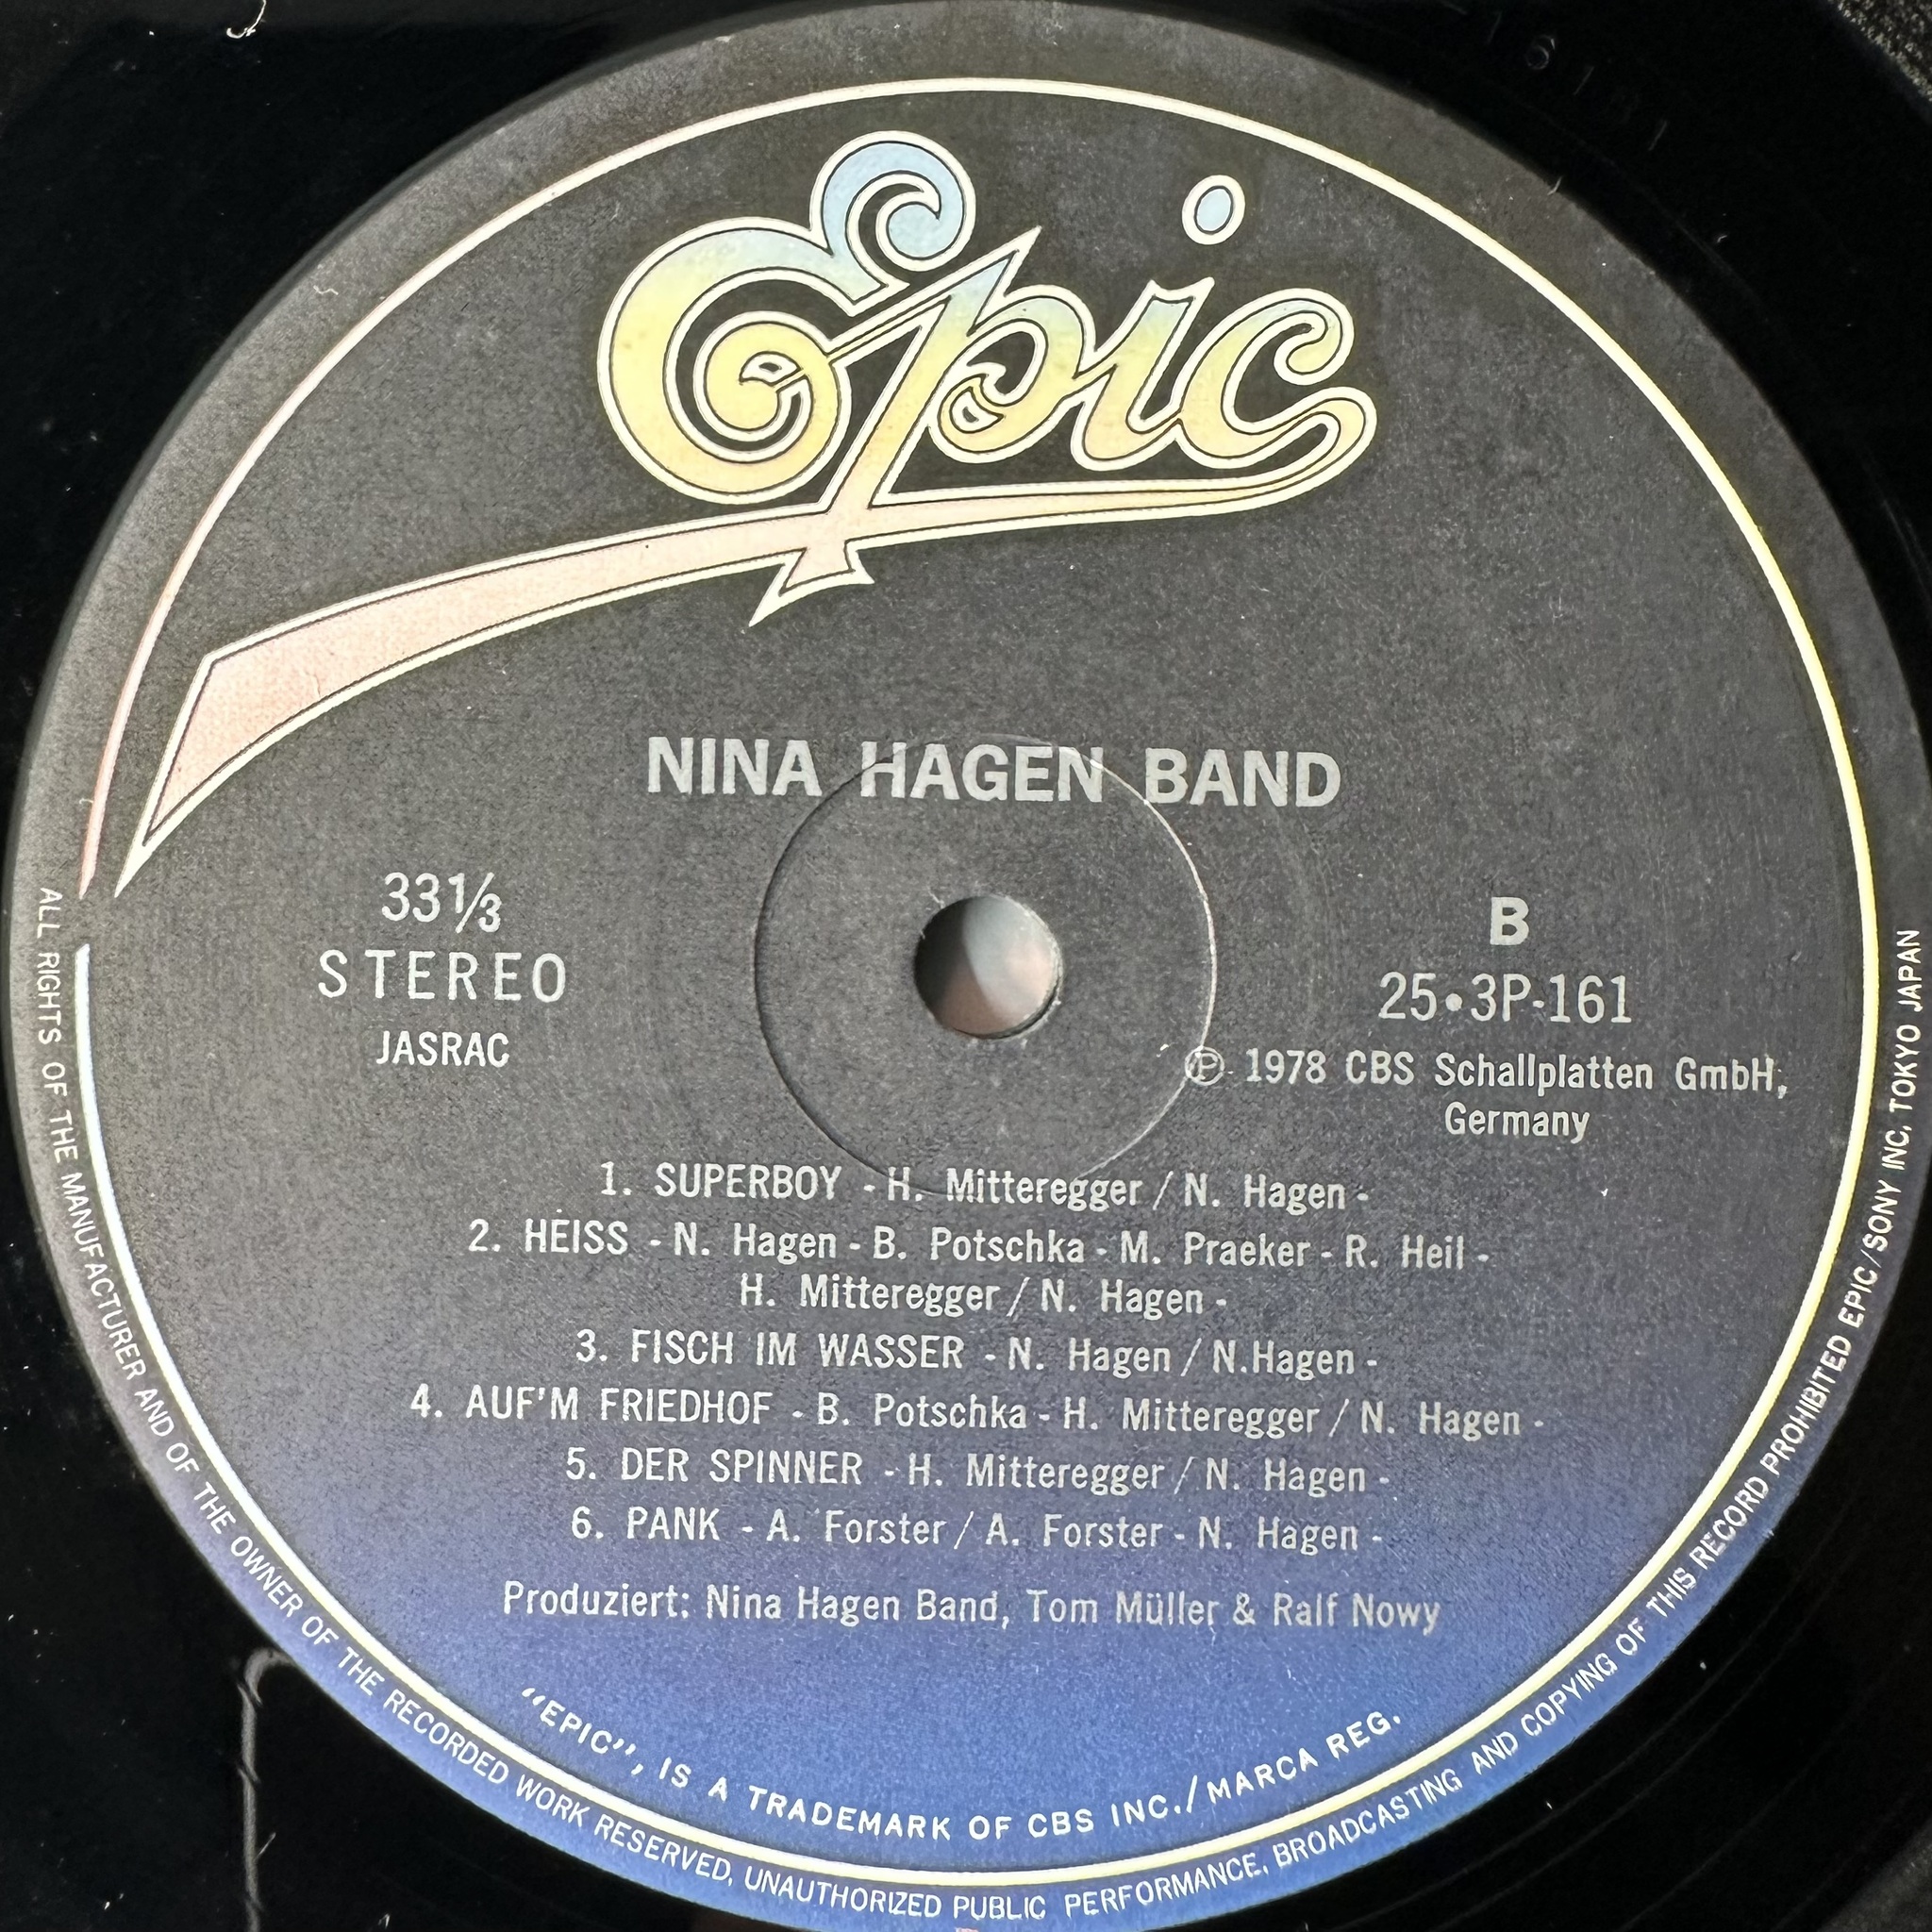 Epic
NINA HAGEN BAND
33⅓
STEREO
JASRAC
B
25•3P-161
Ⓟ 1978 CBS Schallplatten GmbH,
Germany
1. SUPERBOY - H. Mitteregger / N. Hagen -
2. HEISS - N. Hagen - B. Potschka - M. Praeker - R. Heil -
H. Mitteregger / N. Hagen -
3. FISCH IM WASSER - N. Hagen / N.Hagen -
4. AUF'M FRIEDHOF - B. Potschka - H. Mitteregger / N. Hagen -
5. DER SPINNER - H. Mitteregger / N. Hagen -
6. PANK - A. Forster / A. Forster - N. Hagen -
Produziert: Nina Hagen Band, Tom Müller & Ralf Nowy
“EPIC”, IS A TRADEMARK OF CBS INC./MARCA REG.
ALL RIGHTS OF THE MANUFACTURER AND OF THE OWNER OF THE RECORDED WORK RESERVED, UNAUTHORIZED PUBLIC PERFORMANCE, BROADCASTING AND COPYING OF THIS RECORD PROHIBITED EPIC/SONY INC, TOKYO JAPAN